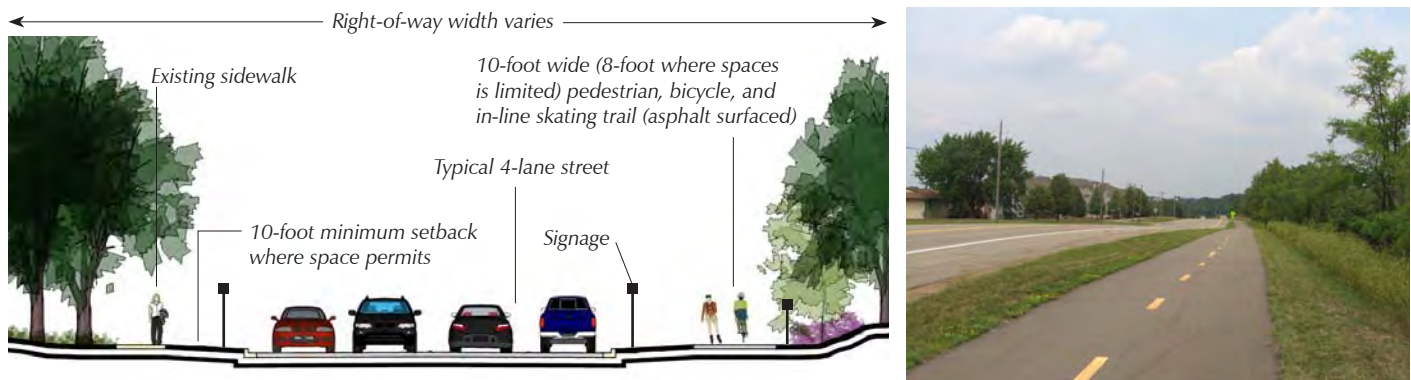 Right-of-way width varies
Existing sidewalk
10-foot wide (8-foot where spaces
is limited) pedestrian, bicycle, and
in-line skating trail (asphalt surfaced)
Typical 4-lane street
10-foot minimum setback
where space permits
Signage